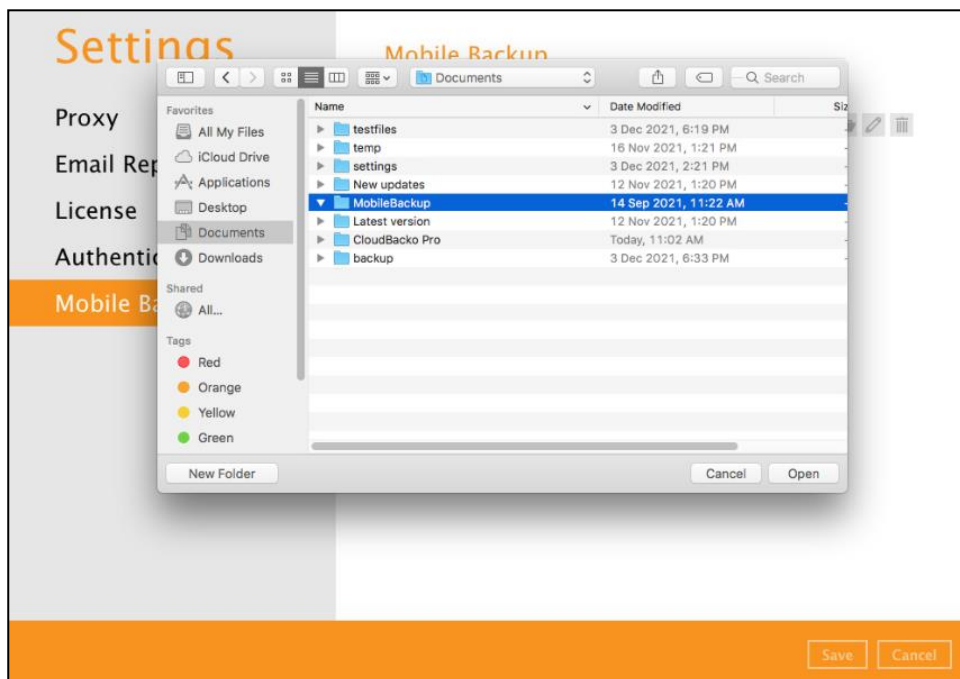 Settings
Mobile Backup
Documents
Search
Favorites
All My Files
iCloud Drive
Applications
Desktop
Documents
Downloads
Shared
All...
Tags
Red
Orange
Yellow
Green
Name Date Modified Siz
testfiles 3 Dec 2021, 6:19 PM
temp 16 Nov 2021, 1:21 PM
settings 3 Dec 2021, 2:21 PM
New updates 12 Nov 2021, 1:20 PM
MobileBackup 14 Sep 2021, 11:22 AM
Latest version 12 Nov 2021, 1:20 PM
CloudBacko Pro Today, 11:02 AM
backup 3 Dec 2021, 6:33 PM
New Folder Cancel Open
Proxy
Email Rep
License
Authentic
Mobile Ba
Save Cancel